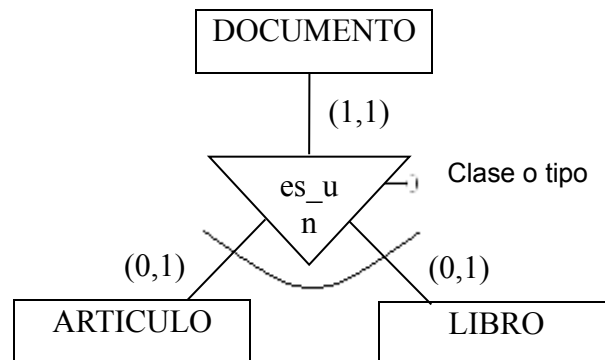 DOCUMENTO
(1,1)
Clase o tipo
es_u
n
(0,1)
(0,1)
ARTICULO
LIBRO